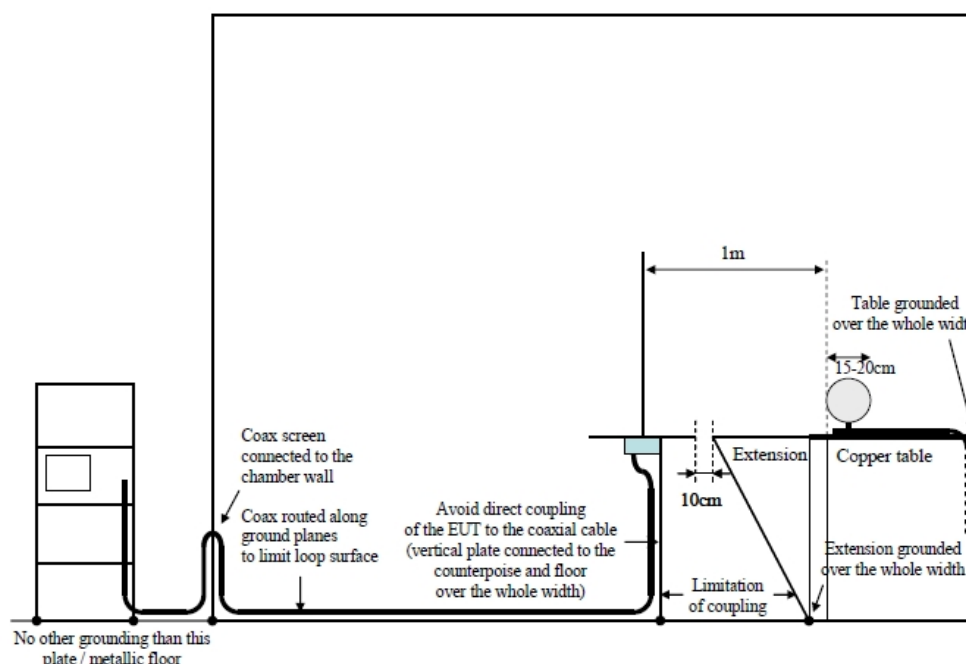 1m
Table grounded
over the whole width
15-20cm
Coax screen
connected to the
chamber wall
Extension
Copper table
10cm
Coax routed along
ground planes
to limit loop surface
Avoid direct coupling
of the EUT to the coaxial cable
(vertical plate connected to the
counterpoise and floor
over the whole width)
Extension grounded
over the whole width
Limitation
of coupling
No other grounding than this
plate / metallic floor